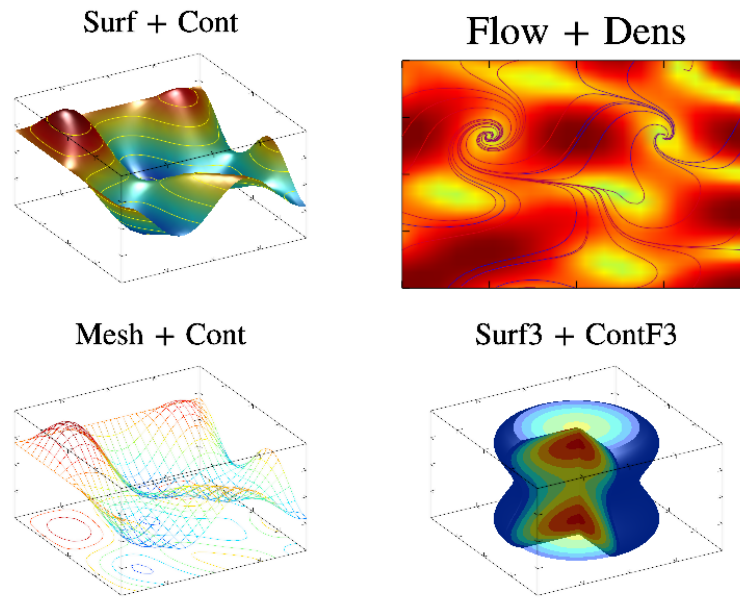 Surf + Cont
Flow + Dens
Mesh + Cont
Surf3 + ContF3